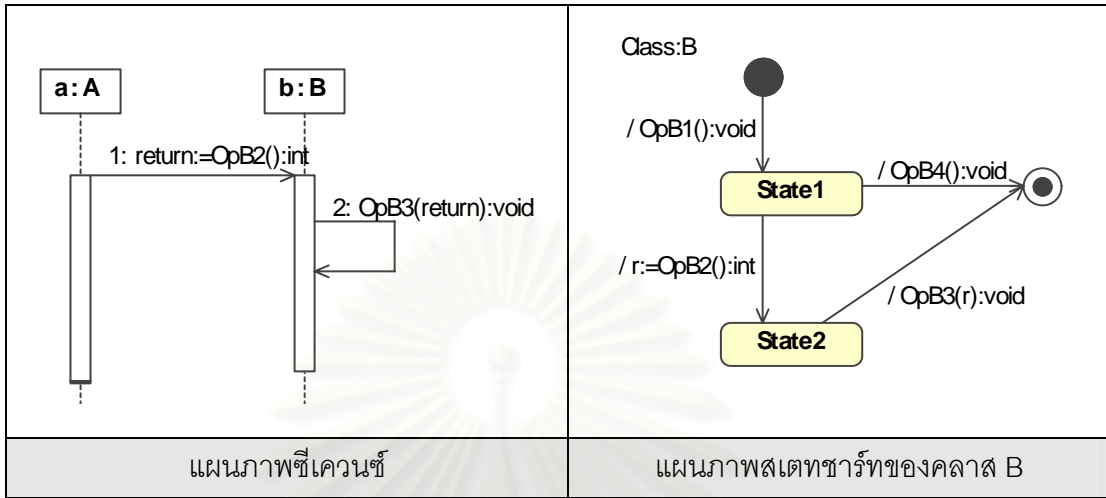 a:A
b:B
1: return:=OpB2():int
2: OpB3(return):void
แผนภาพซีเควนซ์
Class:B
/ OpB1():void
State1
/ OpB4():void
/ r:=OpB2():int
/ OpB3(r):void
State2
แผนภาพสเตทชาร์ทของคลาส B